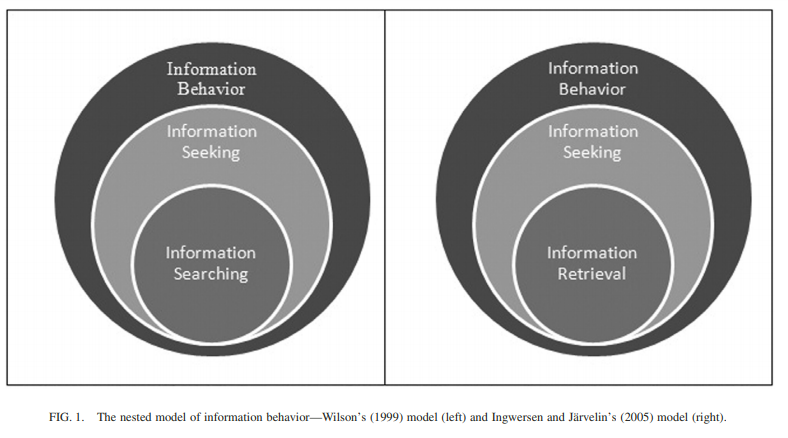 Information
Behavior
Information
Seeking
Information
Searching
Information
Behavior
Information
Seeking
Information
Retrieval
FIG. 1. The nested model of information behavior—Wilson's (1999) model (left) and Ingwersen and Järvelin's (2005) model (right).